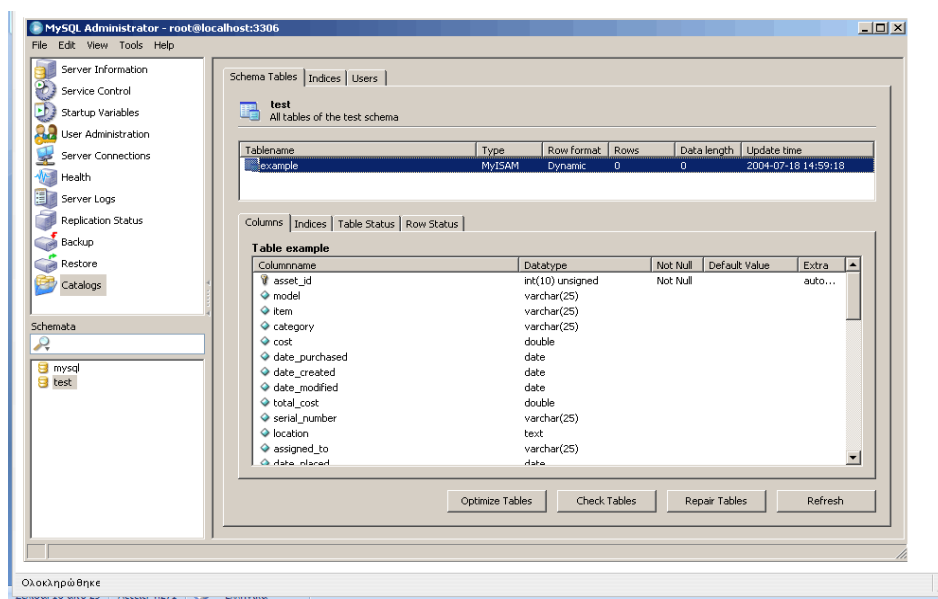 MySQL Administrator - root@localhost:3306
File Edit View Tools Help
Server Information
Service Control
Startup Variables
User Administration
Server Connections
Health
Server Logs
Replication Status
Backup
Restore
Catalogs
Schemata
mysql
test
Schema Tables Indices Users
test
All tables of the test schema
Tablename Type Row format Rows Data length Update time
example MyISAM Dynamic 0 0 2004-07-18 14:59:18
Columns Indices Table Status Row Status
Table example
Columnname Datatype Not Null Default Value Extra
asset_id int(10) unsigned Not Null auto...
model varchar(25)
item varchar(25)
category varchar(25)
cost double
date_purchased date
date_created date
date_modified date
total_cost double
serial_number varchar(25)
location text
assigned_to varchar(25)
date_placed date
Optimize Tables Check Tables Repair Tables Refresh
Ολοκληρώθηκε